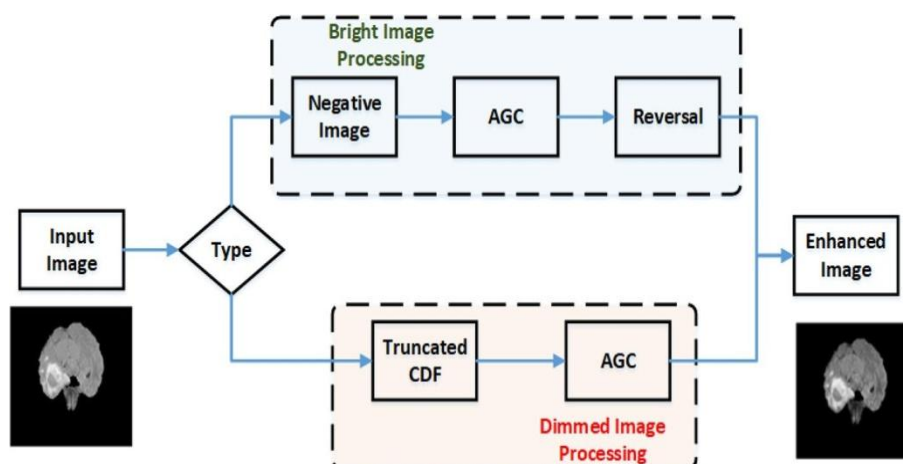 Bright Image
Processing
Negative
Image
AGC
Reversal
Input
Image
Type
Enhanced
Image
Truncated
CDF
AGC
Dimmed Image
Processing